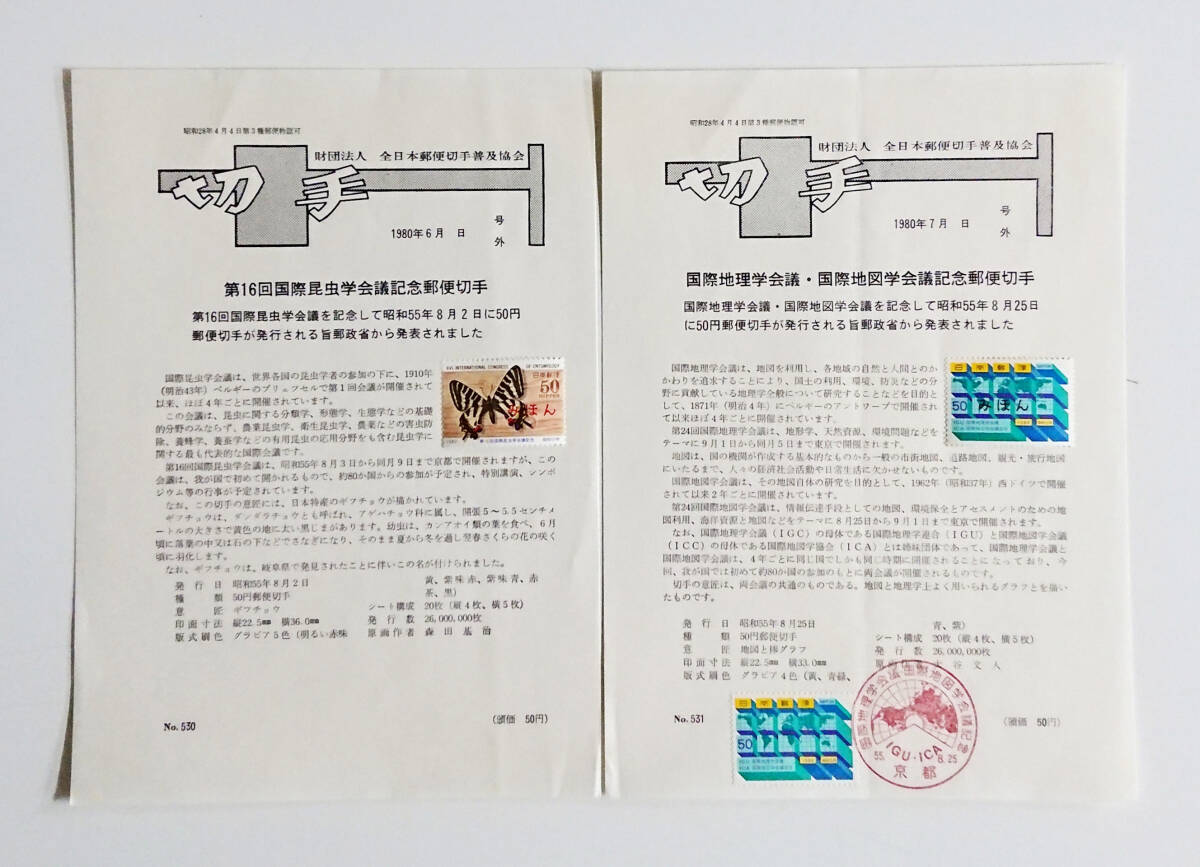 昭和28年4月4日第3種郵便物認可
財団法人 全日本郵便切手普及協会
切手
1980年6月 日
号外
第16回国際昆虫学会議記念郵便切手
第16回国際昆虫学会議を記念して昭和55年8月2日に50円
郵便切手が発行される旨郵政省から発表されました
国際昆虫学会議は、世界各国の昆虫学者の参加の下に、1910年
(明治43年)ベルギーのブリュッセルで第1回会議が開催されて
以来、ほぼ4年ごとに開催されています。
この会議は、昆虫に関する分類学、形態学、生態学などの基礎
的分野のみならず、農業昆虫学、衛生昆虫学、農薬などの害虫防
除、養蜂学、養蚕学などの有用昆虫の応用分野をも含む昆虫学に
関する最も代表的な国際会議です。
第16回国際昆虫学会議は、昭和55年8月3日から同月9日まで京都で開催されますが、この
会議は、我が国で初めて開かれるもので、約80か国からの参加が予定され、特別講演、シンポ
ジウム等の行事が予定されています。
なお、この切手の意匠には、日本特産のギフチョウが描かれています。
ギフチョウは、ダンダラチョウとも呼ばれ、アゲハチョウ科に属し、開張5~5.5センチメ
ートルの大きさで黄色の地に太い黒じまがあります。幼虫は、カンアオイ類の葉を食べ、6月
頃に落葉の中又は石の下などでさなぎになり、そのまま夏から冬を過し翌春さくらの花の咲く
頃に羽化します。
なお、ギフチョウは、岐阜県で発見されたことに伴いこの名が付けられました。
発行日 昭和55年8月2日
種類 50円郵便切手
意匠 ギフチョウ
印面寸法 縦22.5mm 横36.0mm
版式刷色 グラビア5色(明るい赤味
黄、紫味赤、紫味青、赤
茶、黒)
シート構成 20枚(縦4枚、横5枚)
発行数 26,000,000枚
原画作者 森田基治
No.530
(頒価 50円)
XVI. INTERNATIONAL CONGRESS OF ENTOMOLOGY
日本郵便
50
NIPPON
みほん
昭和28年4月4日第3種郵便物認可
財団法人 全日本郵便切手普及協会
切手
1980年7月 日
号外
国際地理学会議・国際地図学会議記念郵便切手
国際地理学会議・国際地図学会議を記念して昭和55年8月25日
に50円郵便切手が発行される旨郵政省から発表されました
国際地理学会議は、地図を利用し、各地域の自然と人間とのか
かわりを追求することにより、国土の利用、環境、防災などの分
野に貢献している地理学全般について研究することなどを目的と
して、1871年(明治4年)にベルギーのアントワープで開催され
て以来ほぼ4年ごとに開催されています。
第24回国際地理学会議は、地形学、天然資源、環境問題などを
テーマに9月1日から同月5日まで東京で開催されます。
地図は、国の機関が作成する基本的なものから一般の市街地図、道路地図、観光・旅行地図
にいたるまで、人々の経済社会活動や日常生活に欠かせないものです。
国際地図学会議は、その地図自体の研究を目的として、1962年(昭和37年)西ドイツで開催
されて以来2年ごとに開催されています。
第24回国際地図学会議は、情報伝達手段としての地図、環境保全とアセスメントのための地
図利用、海洋資源と地図などをテーマに8月25日から9月1日まで東京で開催されます。
なお、国際地理学会議(IGC)の母体である国際地理学連合(IGU)と国際地図学会議
(ICC)の母体である国際地図学協会(ICA)とは姉妹団体であって、国際地理学会議と
国際地図学会議は、4年ごとに同じ国でしかも同じ時期に開催されることになっており、今
回、我が国では初めて約80か国の参加のもとに両会議が開催されるものです。
切手の意匠は、両会議の共通のものである。地図と地理学上よく用いられるグラフとを描い
たものです。
発行日 昭和55年8月25日
種類 50円郵便切手
意匠 地図と棒グラフ
印面寸法 縦22.5mm 横33.0mm
版式刷色 グラビア4色(黄、青緑、
青、紫)
シート構成 20枚(縦4枚、横5枚)
発行数 26,000,000枚
谷文人
No.531
(頒価 50円)
日本郵便
50
みほん
日本郵便
50
国際地理学会議国際地図学会議記念
IGU・ICA
55. 8.25
京都